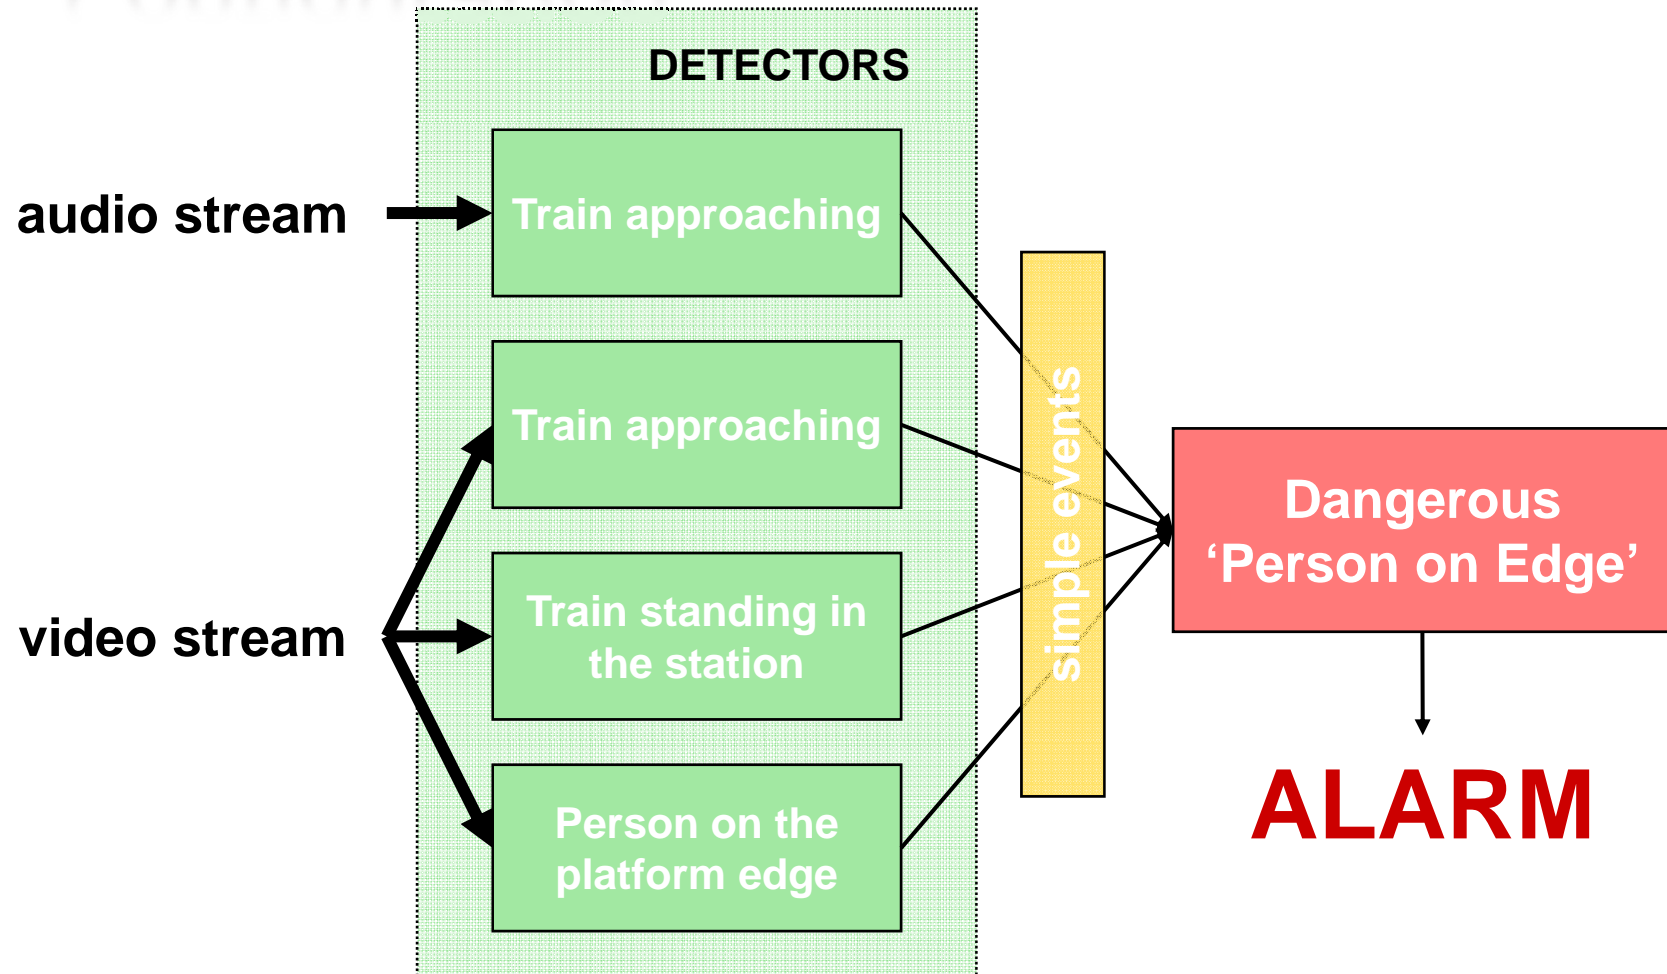 DETECTORS
audio stream
Train approaching
Train approaching
video stream
Train standing in
the station
Person on the
platform edge
simple events
Dangerous
‘Person on Edge’
ALARM